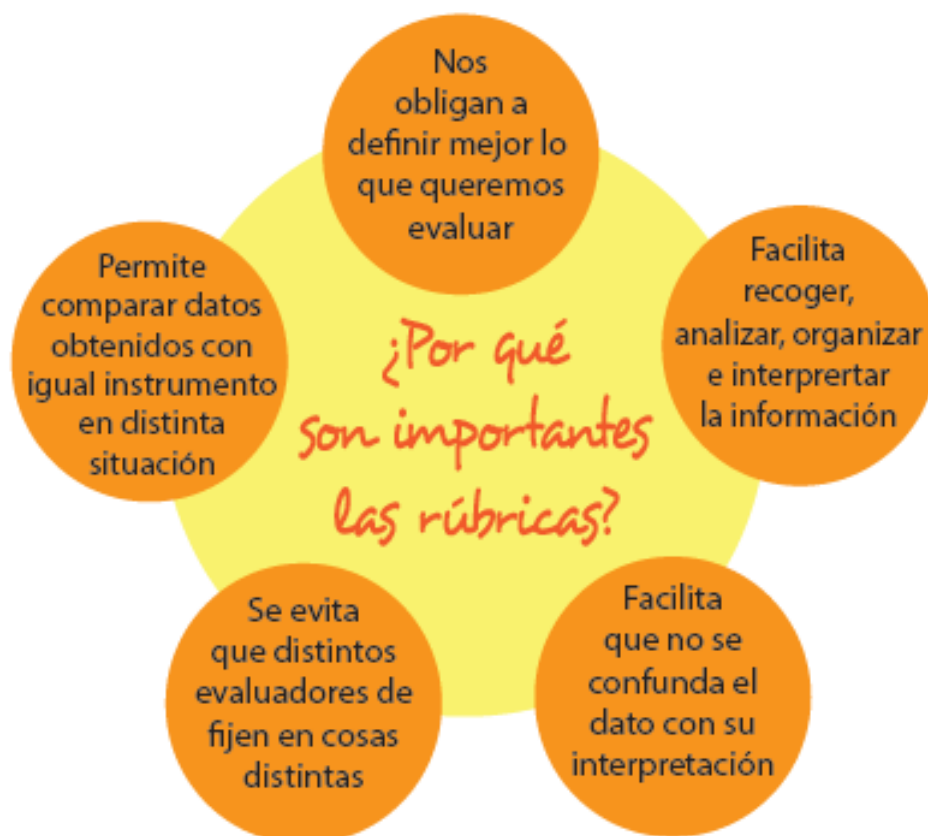 Nos
obligan a
definir mejor lo
que queremos
evaluar
Facilita
recoger,
analizar, organizar
e interprertar
la información
Facilita
que no se
confunda el
dato con su
interpretación
Se evita
que distintos
evaluadores de
fijen en cosas
distintas
Permite
comparar datos
obtenidos con
igual instrumento
en distinta
situación
¿Por qué
son importantes
las rúbricas?